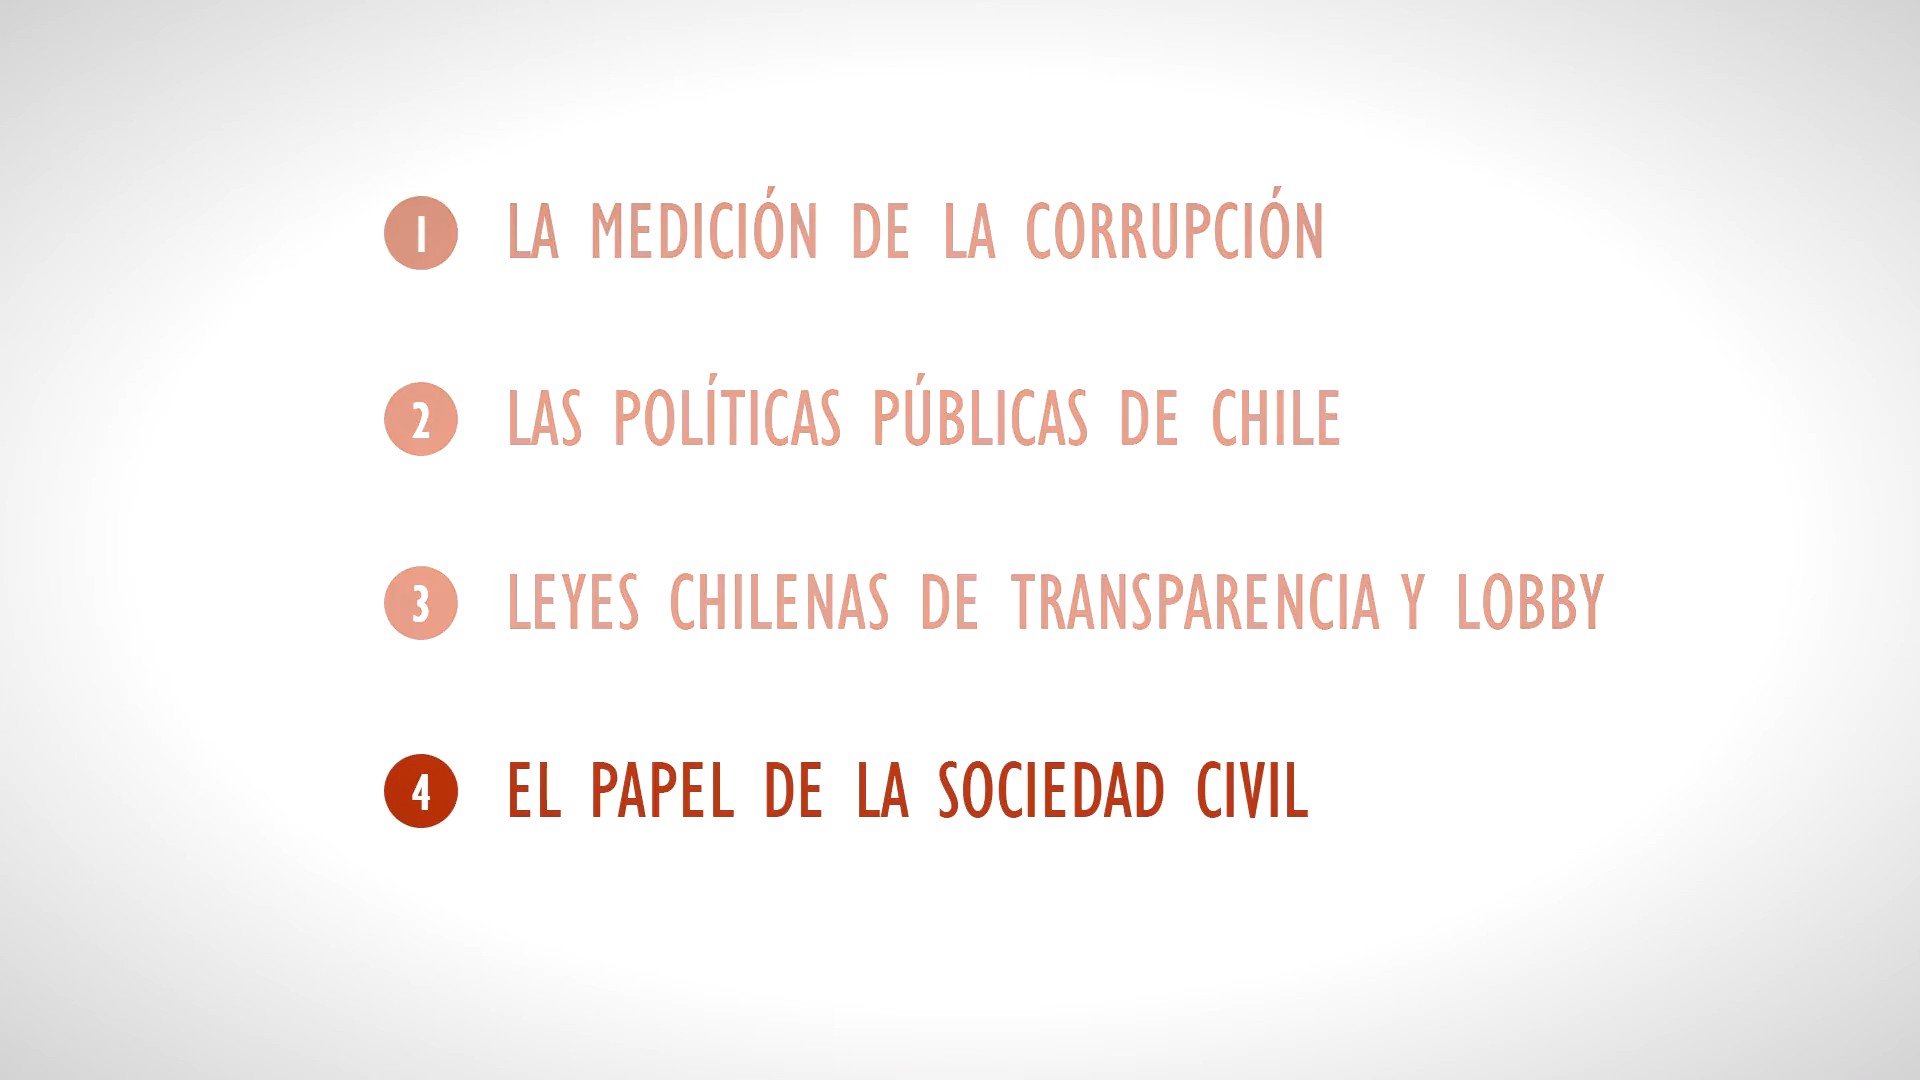 1 LA MEDICIÓN DE LA CORRUPCIÓN
2 LAS POLÍTICAS PÚBLICAS DE CHILE
3 LEYES CHILENAS DE TRANSPARENCIA Y LOBBY
4 EL PAPEL DE LA SOCIEDAD CIVIL